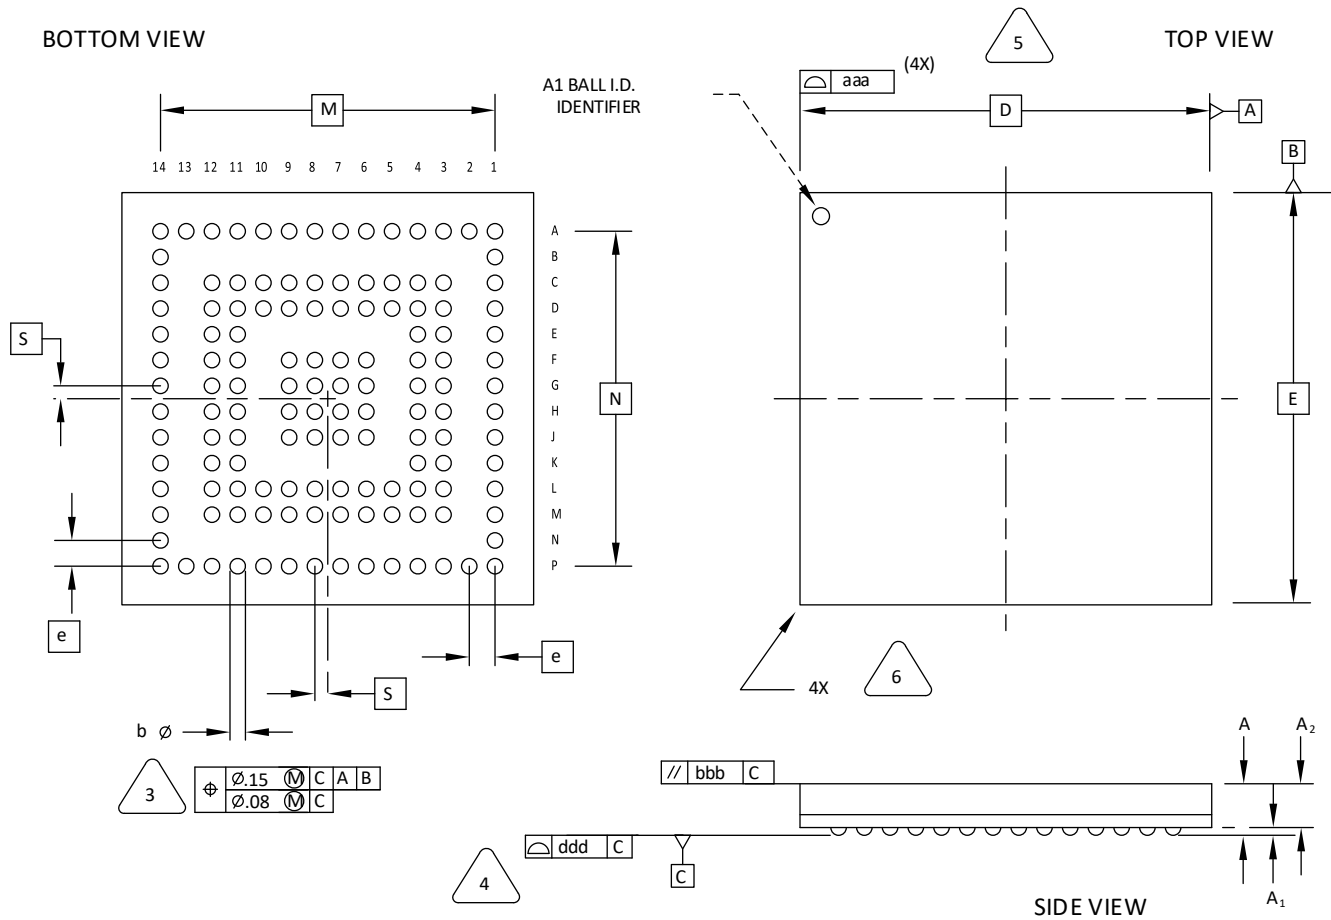 BOTTOM VIEW
5
TOP VIEW
A1 BALL I.D.
IDENTIFIER
aaa
(4X)
M
D
A
B
14 13 12 11 10 9 8 7 6 5 4 3 2 1
A
B
C
D
E
F
G
H
J
K
L
M
N
P
S
N
E
e
e
S
4X
6
b Ø
3
⌖ Ø.15 Ⓜ C A B
Ø.08 Ⓜ C
// bbb C
A
A2
ddd C
C
4
A1
SIDE VIEW